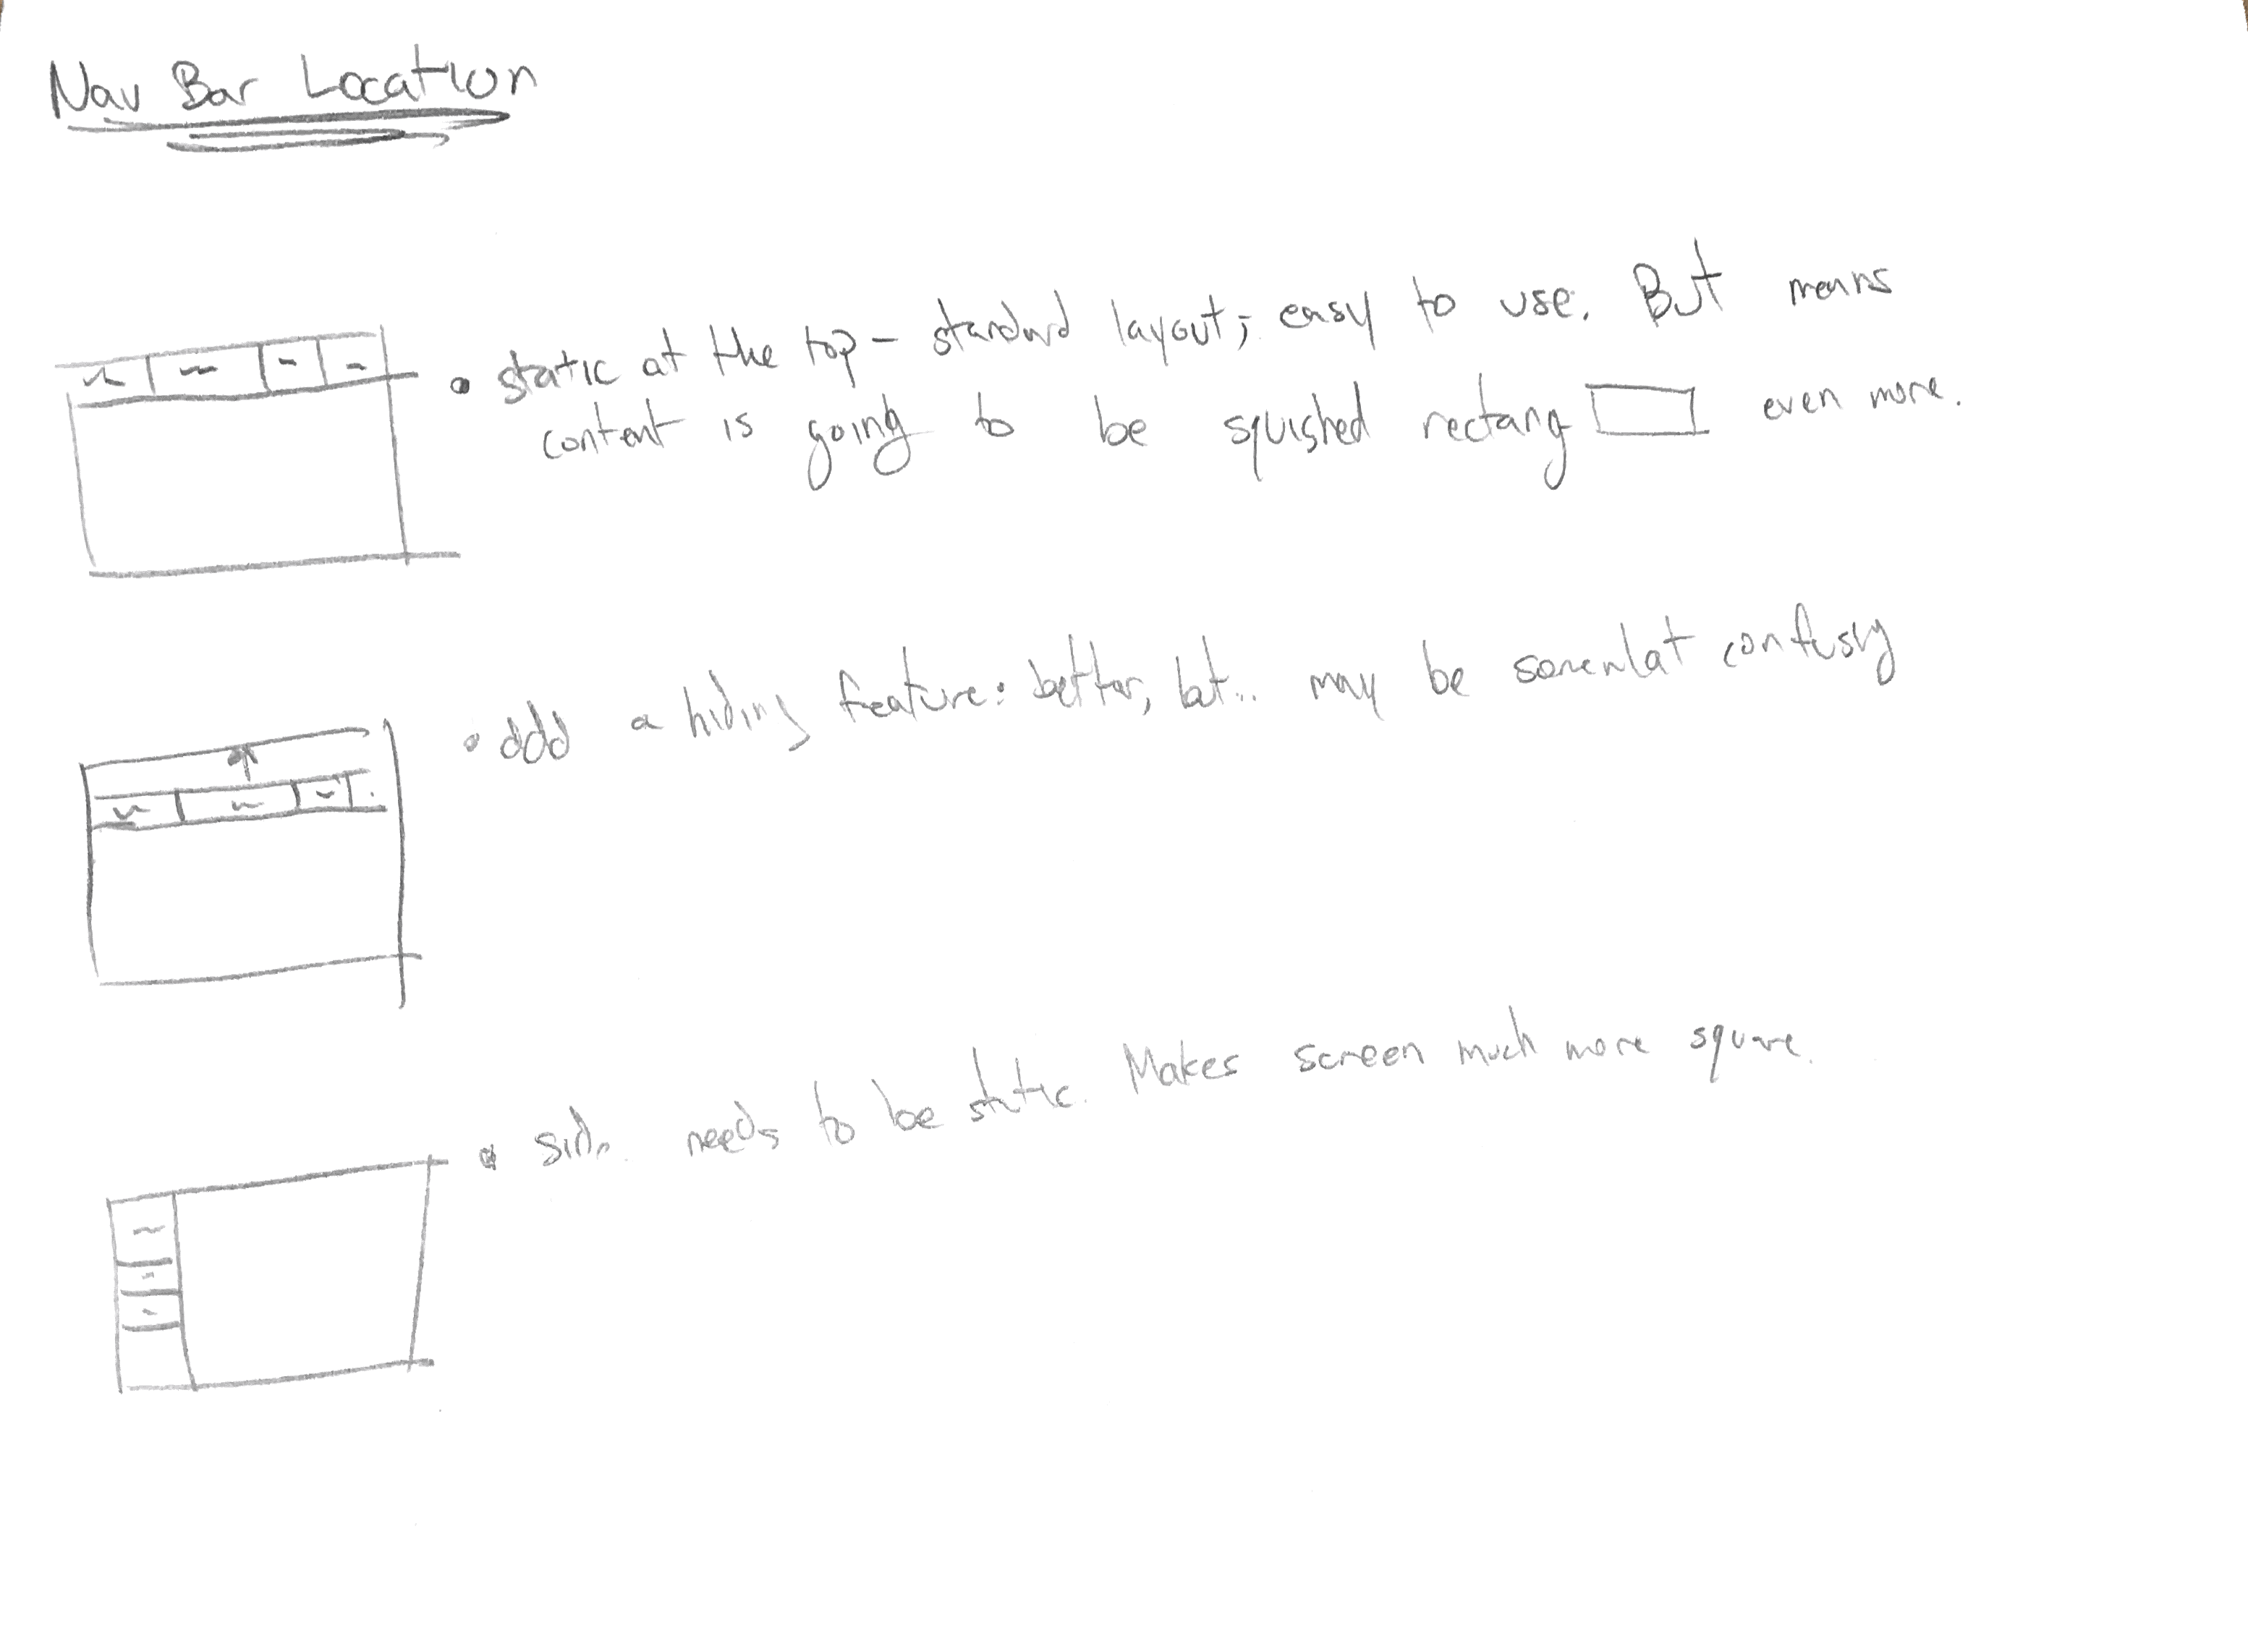 Nav Bar Location
• static at the top - standard layout; easy to use. But means
content is going to be squished rectang even more.
• add a hiding feature: better, but... may be somewhat confusing
• side. needs to be static. Makes screen much more square.